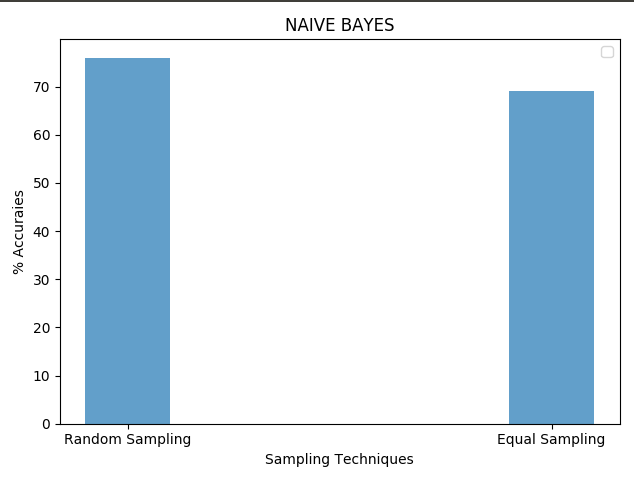 NAIVE BAYES
70
60
50
40
30
20
10
0
% Accuraies
Random Sampling
Equal Sampling
Sampling Techniques